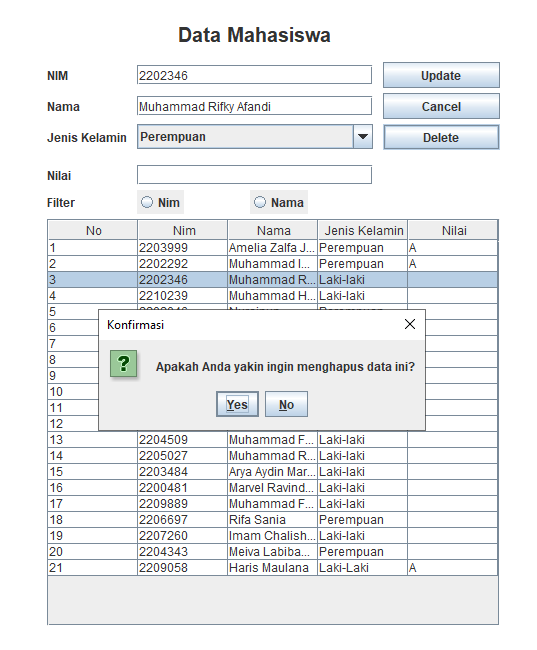 Data Mahasiswa
NIM 2202346 Update
Nama Muhammad Rifky Afandi Cancel
Jenis Kelamin Perempuan Delete
Nilai
Filter Nim Nama
No Nim Nama Jenis Kelamin Nilai
1 2203999 Amelia Zalfa J... Perempuan A
2 2202292 Muhammad I... Perempuan A
3 2202346 Muhammad R... Laki-laki
4 2210239 Muhammad H... Laki-laki
5
6
7
8
9
10
11
12
Konfirmasi
Apakah Anda yakin ingin menghapus data ini?
Yes No
13 2204509 Muhammad F... Laki-laki
14 2205027 Muhammad R... Laki-laki
15 2203484 Arya Aydin Mar... Laki-laki
16 2200481 Marvel Ravind... Laki-laki
17 2209889 Muhammad F... Laki-laki
18 2206697 Rifa Sania Perempuan
19 2207260 Imam Chalish... Laki-laki
20 2204343 Meiva Labiba... Perempuan
21 2209058 Haris Maulana Laki-Laki A